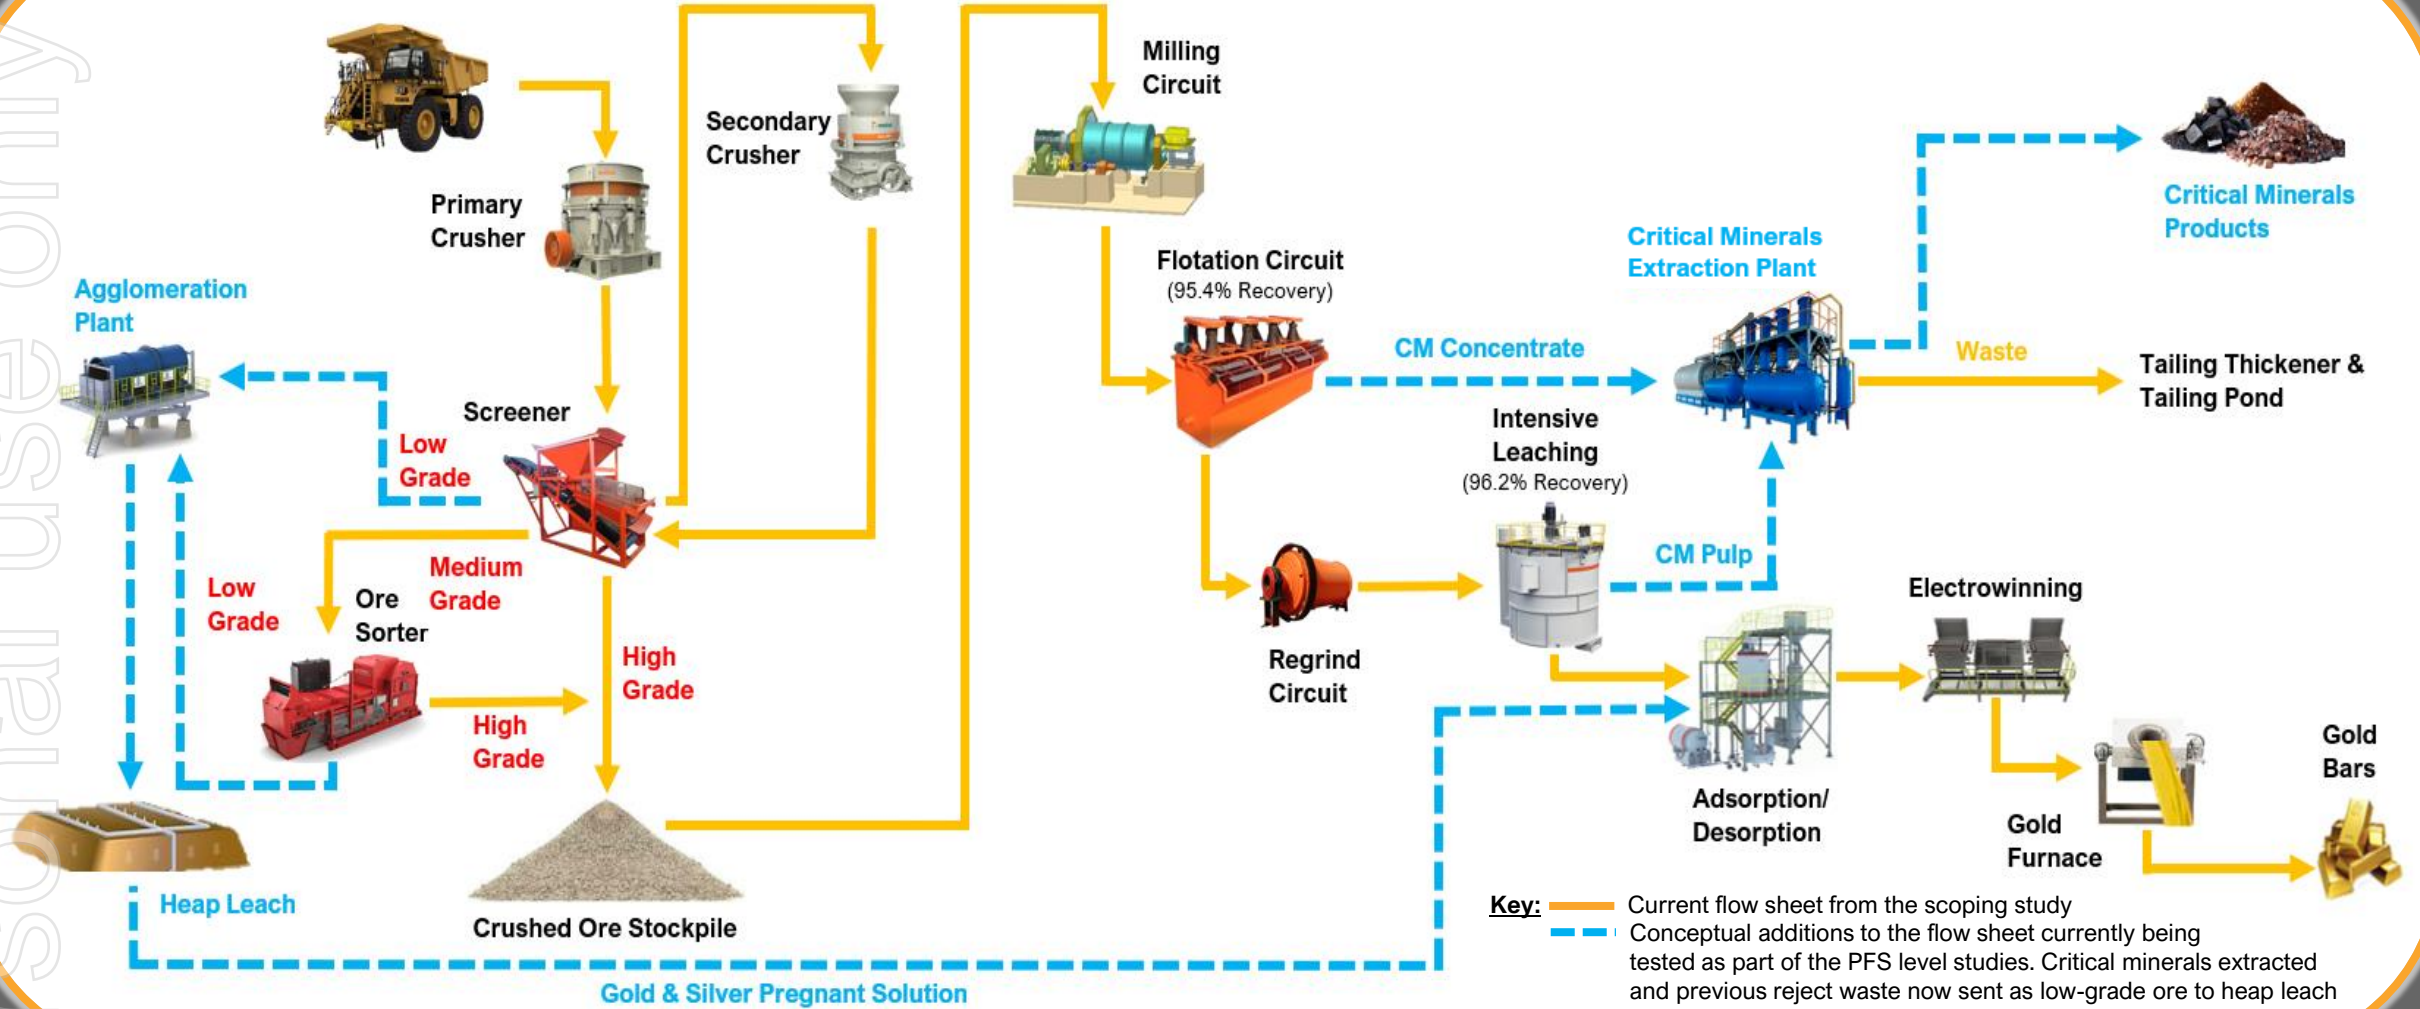 Milling
Circuit
Secondary
Crusher
Primary
Crusher
Critical Minerals
Products
Critical Minerals
Extraction Plant
Flotation Circuit
(95.4% Recovery)
Agglomeration
Plant
CM Concentrate
Waste
Tailing Thickener &
Tailing Pond
Screener
Low
Grade
Intensive
Leaching
(96.2% Recovery)
CM Pulp
Medium
Grade
Low
Grade
Ore
Sorter
Electrowinning
High
Grade
Regrind
Circuit
High
Grade
Gold
Bars
Adsorption/
Desorption
Gold
Furnace
Heap Leach
Crushed Ore Stockpile
Gold & Silver Pregnant Solution
Key:
Current flow sheet from the scoping study
Conceptual additions to the flow sheet currently being
tested as part of the PFS level studies. Critical minerals extracted
and previous reject waste now sent as low-grade ore to heap leach
sonal use only